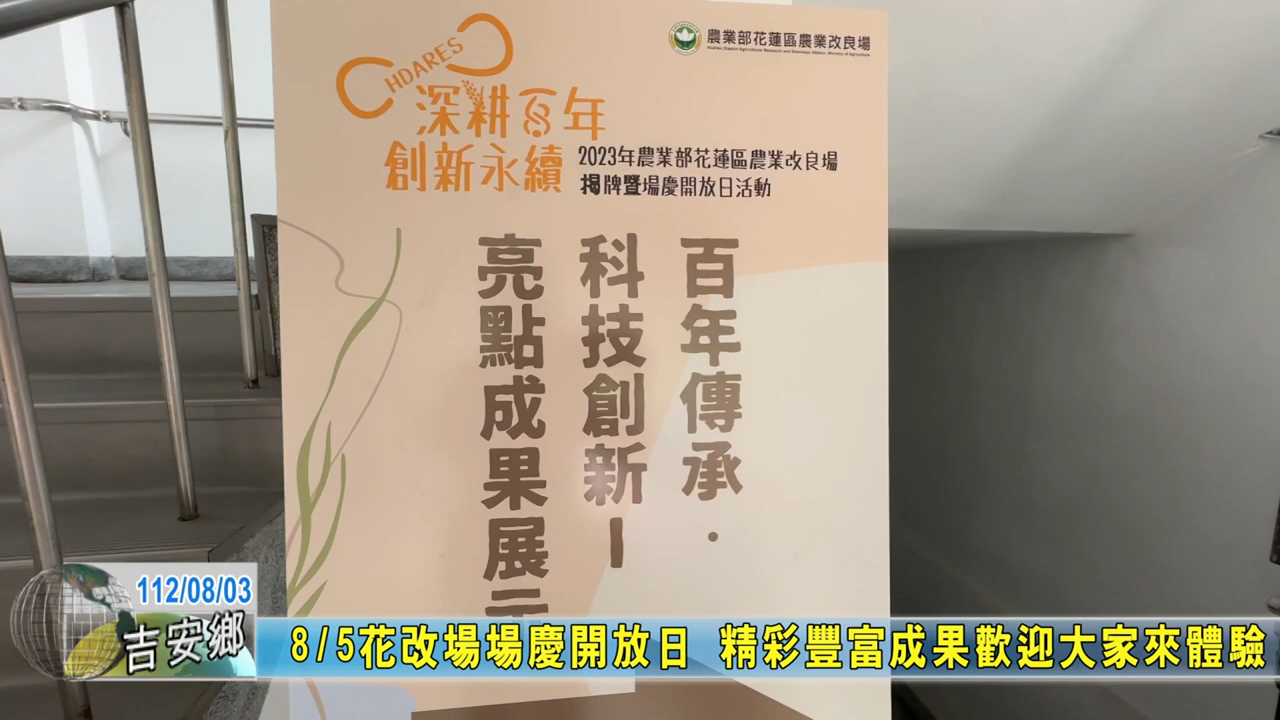 農業部花蓮區農業改良場
HDARES
深耕百年
創新永續
2023年農業部花蓮區農業改良場
揭牌暨場慶開放日活動
百年傳承·
科技創新－
亮點成果展示
112/08/03
吉安鄉
8/5花改場場慶開放日 精彩豐富成果歡迎大家來體驗